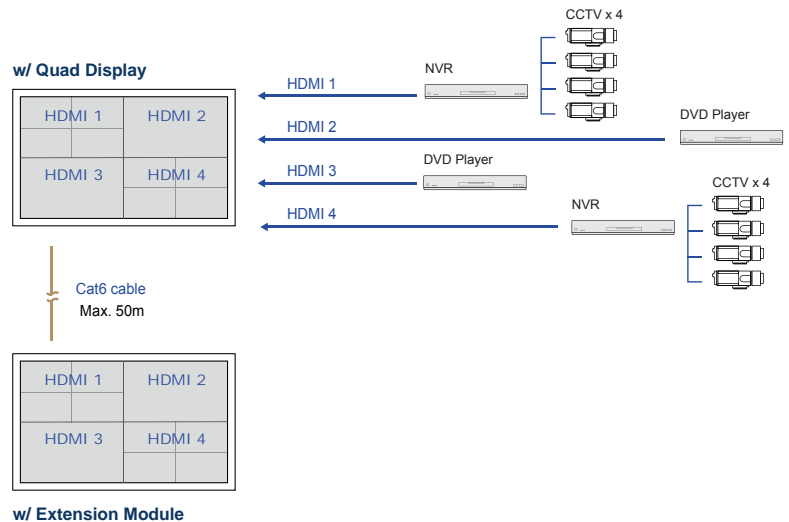 CCTV x 4
w/ Quad Display
NVR
HDMI 1
HDMI 1
HDMI 2
HDMI 2
DVD Player
HDMI 3
HDMI 4
HDMI 3
DVD Player
CCTV x 4
HDMI 4
NVR
Cat6 cable
Max. 50m
HDMI 1
HDMI 2
HDMI 3
HDMI 4
w/ Extension Module